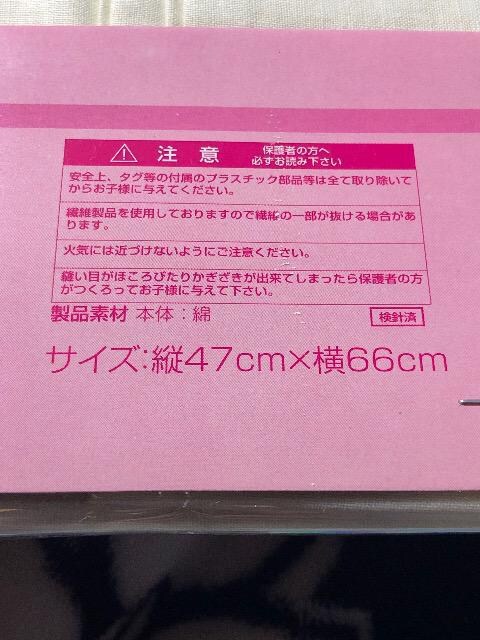 注意 保護者の方へ
必ずお読み下さい
安全上、タグ等の付属のプラスチック部品等は全て取り除いて
からお子様に与えてください。
繊維製品を使用しておりますので繊維の一部が抜ける場合があ
ります。
火気には近づけないようにご注意ください。
縫い目がほころびたりかぎざきが出来てしまったら保護者の方
がつくろってお子様に与えて下さい。
製品素材 本体：綿 検針済
サイズ：縦47cm×横66cm